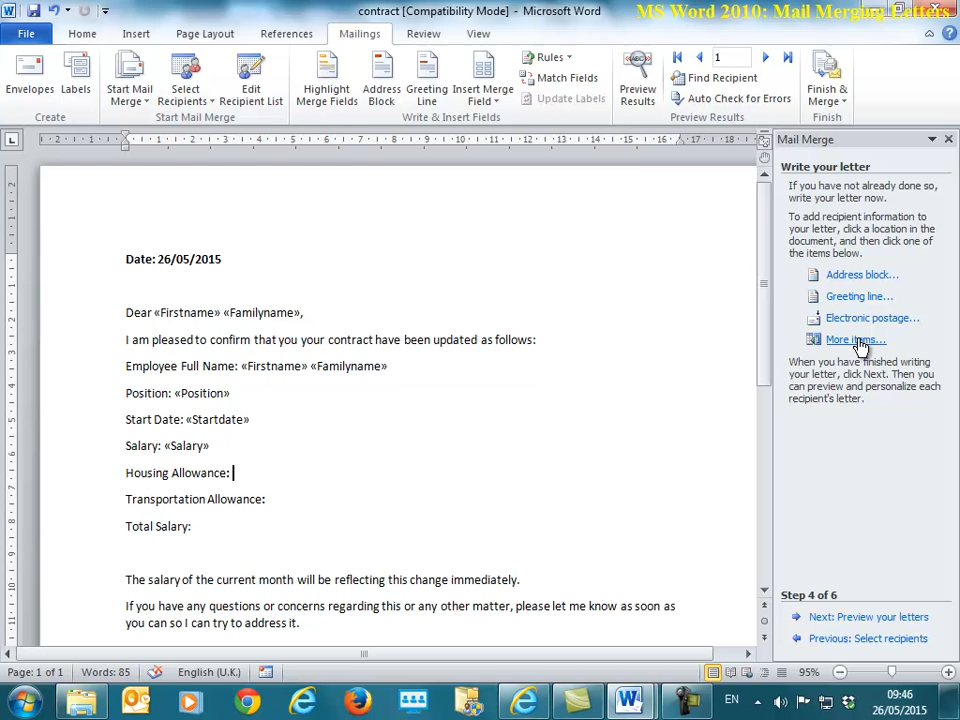 contract [Compatibility Mode] - Microsoft Word
MS Word 2010: Mail Merging Letters
File Home Insert Page Layout References Mailings Review View
Envelopes
Labels
Start Mail Merge
Select Recipients
Edit Recipient List
Highlight Merge Fields
Address Block
Greeting Line
Insert Merge Field
Rules
Match Fields
Update Labels
Preview Results
1
Find Recipient
Auto Check for Errors
Finish & Merge
Create
Start Mail Merge
Write & Insert Fields
Preview Results
Finish
Date: 26/05/2015
Dear «Firstname» «Familyname»,
I am pleased to confirm that you your contract have been updated as follows:
Employee Full Name: «Firstname» «Familyname»
Position: «Position»
Start Date: «Startdate»
Salary: «Salary»
Housing Allowance:
Transportation Allowance:
Total Salary:
The salary of the current month will be reflecting this change immediately.
If you have any questions or concerns regarding this or any other matter, please let me know as soon as
you can so I can try to address it.
Mail Merge
Write your letter
If you have not already done so,
write your letter now.
To add recipient information to
your letter, click a location in the
document, and then click one of
the items below.
Address block...
Greeting line...
Electronic postage...
More items...
When you have finished writing
your letter, click Next. Then you
can preview and personalize each
recipient's letter.
Step 4 of 6
Next: Preview your letters
Previous: Select recipients
Page: 1 of 1 Words: 85 English (U.K.) 95%
EN
09:46
26/05/2015